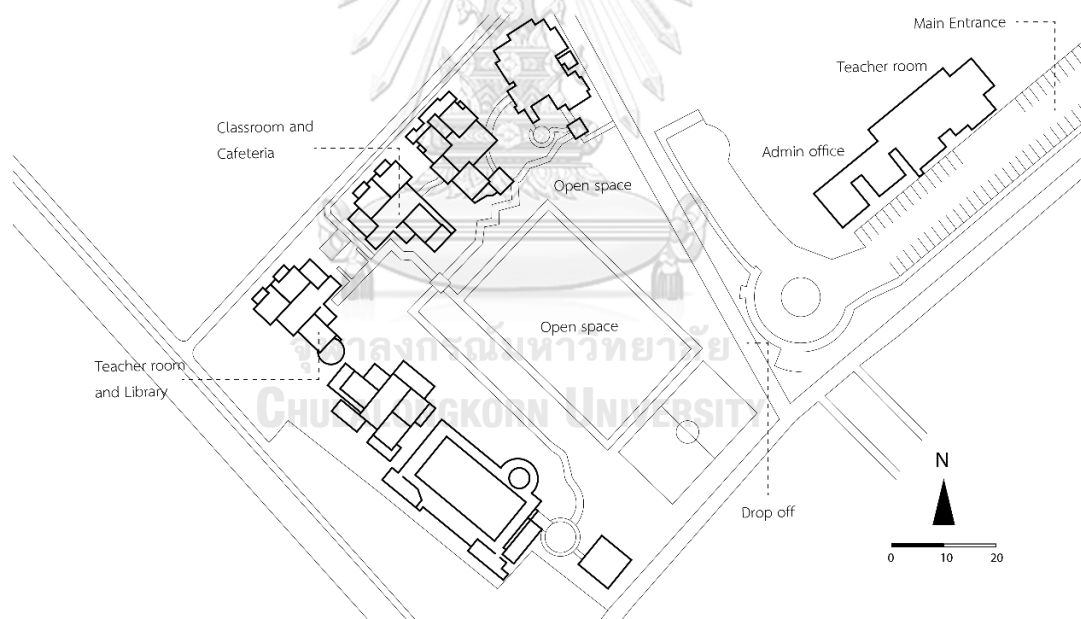 Main Entrance
Teacher room
Classroom and
Cafeteria
Admin office
Open space
Open space
จุฬาลงกรณ์มหาวิทยาลัย
Teacher room
and Library
CHULALONGKORN UNIVERSITY
N
Drop off
0 10 20